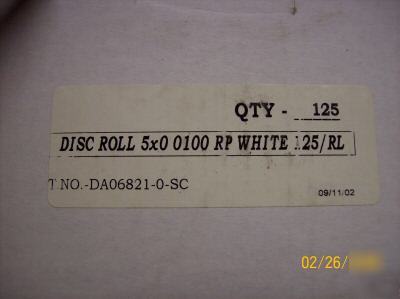 QTY - 125
DISC ROLL 5x0 0100 RP WHITE 125/RL
T.NO.-DA06821-0-SC
09/11/02
02/26/